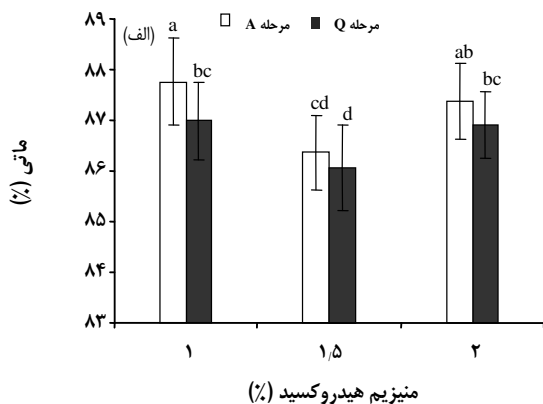 (الف)
مرحله A
مرحله Q
۸۹
۸۸
۸۷
۸۶
۸۵
۸۴
۸۳
ماتی (٪)
a
bc
cd
d
ab
bc
۱
۱٫۵
۲
منیزیم هیدروکسید (٪)